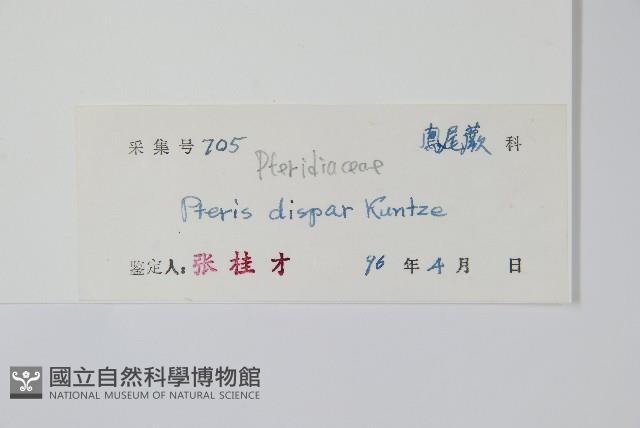 采集号 705 鳳尾蕨 科
Pteridiaceae
Pteris dispar Kuntze
鉴定人: 张桂才 96 年 4 月 日
國立自然科學博物館
NATIONAL MUSEUM OF NATURAL SCIENCE